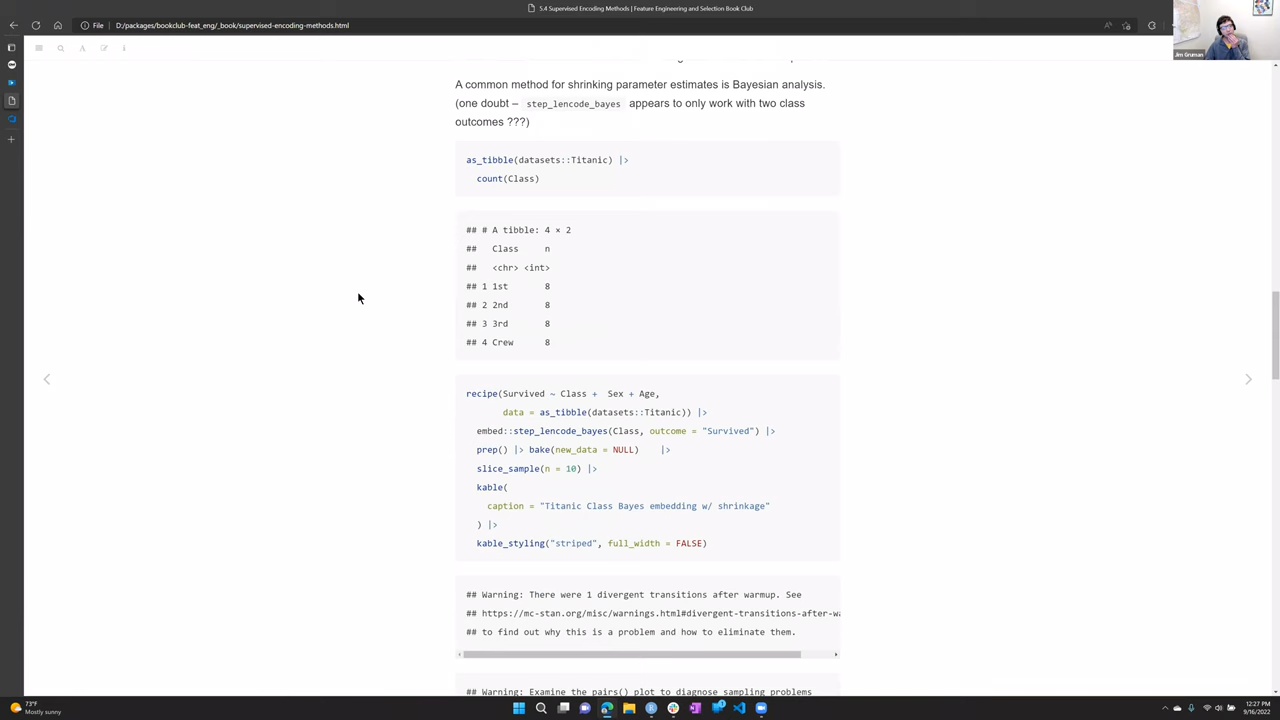 5.4 Supervised Encoding Methods | Feature Engineering and Selection Book Club
File
D:/packages/bookclub-feat_eng/_book/supervised-encoding-methods.html
Jim Gruman
A common method for shrinking parameter estimates is Bayesian analysis.
(one doubt – step_lencode_bayes appears to only work with two class
outcomes ???)
as_tibble(datasets::Titanic) |>
count(Class)
## # A tibble: 4 × 2
## Class n
## <chr> <int>
## 1 1st 8
## 2 2nd 8
## 3 3rd 8
## 4 Crew 8
recipe(Survived ~ Class + Sex + Age,
data = as_tibble(datasets::Titanic)) |>
embed::step_lencode_bayes(Class, outcome = "Survived") |>
prep() |> bake(new_data = NULL) |>
slice_sample(n = 10) |>
kable(
caption = "Titanic Class Bayes embedding w/ shrinkage"
) |>
kable_styling("striped", full_width = FALSE)
## Warning: There were 1 divergent transitions after warmup. See
## https://mc-stan.org/misc/warnings.html#divergent-transitions-after-wa
## to find out why this is a problem and how to eliminate them.
## Warning: Examine the pairs() plot to diagnose sampling problems
73°F
Mostly sunny
12:27 PM
9/16/2022